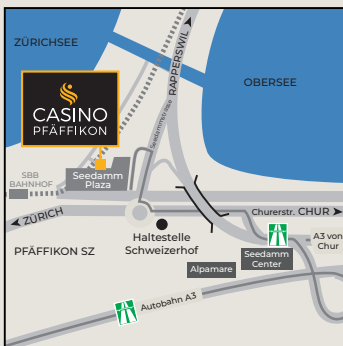 ZÜRICHSEE
RAPPERSWIL
OBERSEE
CASINO
PFÄFFIKON
Seedammstrasse
SBB
BAHNHOF
Seedamm
Plaza
ZÜRICH
Churerstr. CHUR
Haltestelle
Schweizerhof
PFÄFFIKON SZ
A3 von
Chur
Seedamm
Center
Alpamare
Autobahn A3